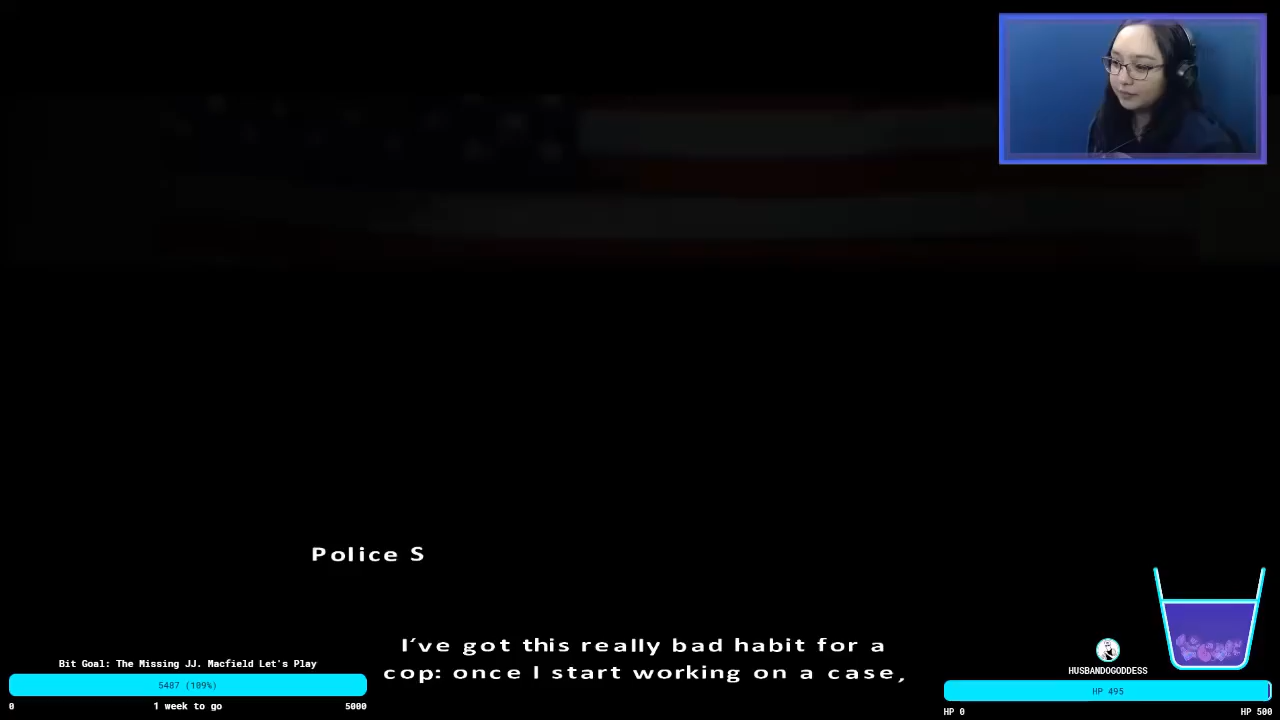 Police S
I've got this really bad habit for a
cop: once I start working on a case,
Bit Goal: The Missing JJ. Macfield Let's Play
5487 (109%)
0 1 week to go 5000
HUSBANDOGODDESS
HP 495
HP 0 HP 500